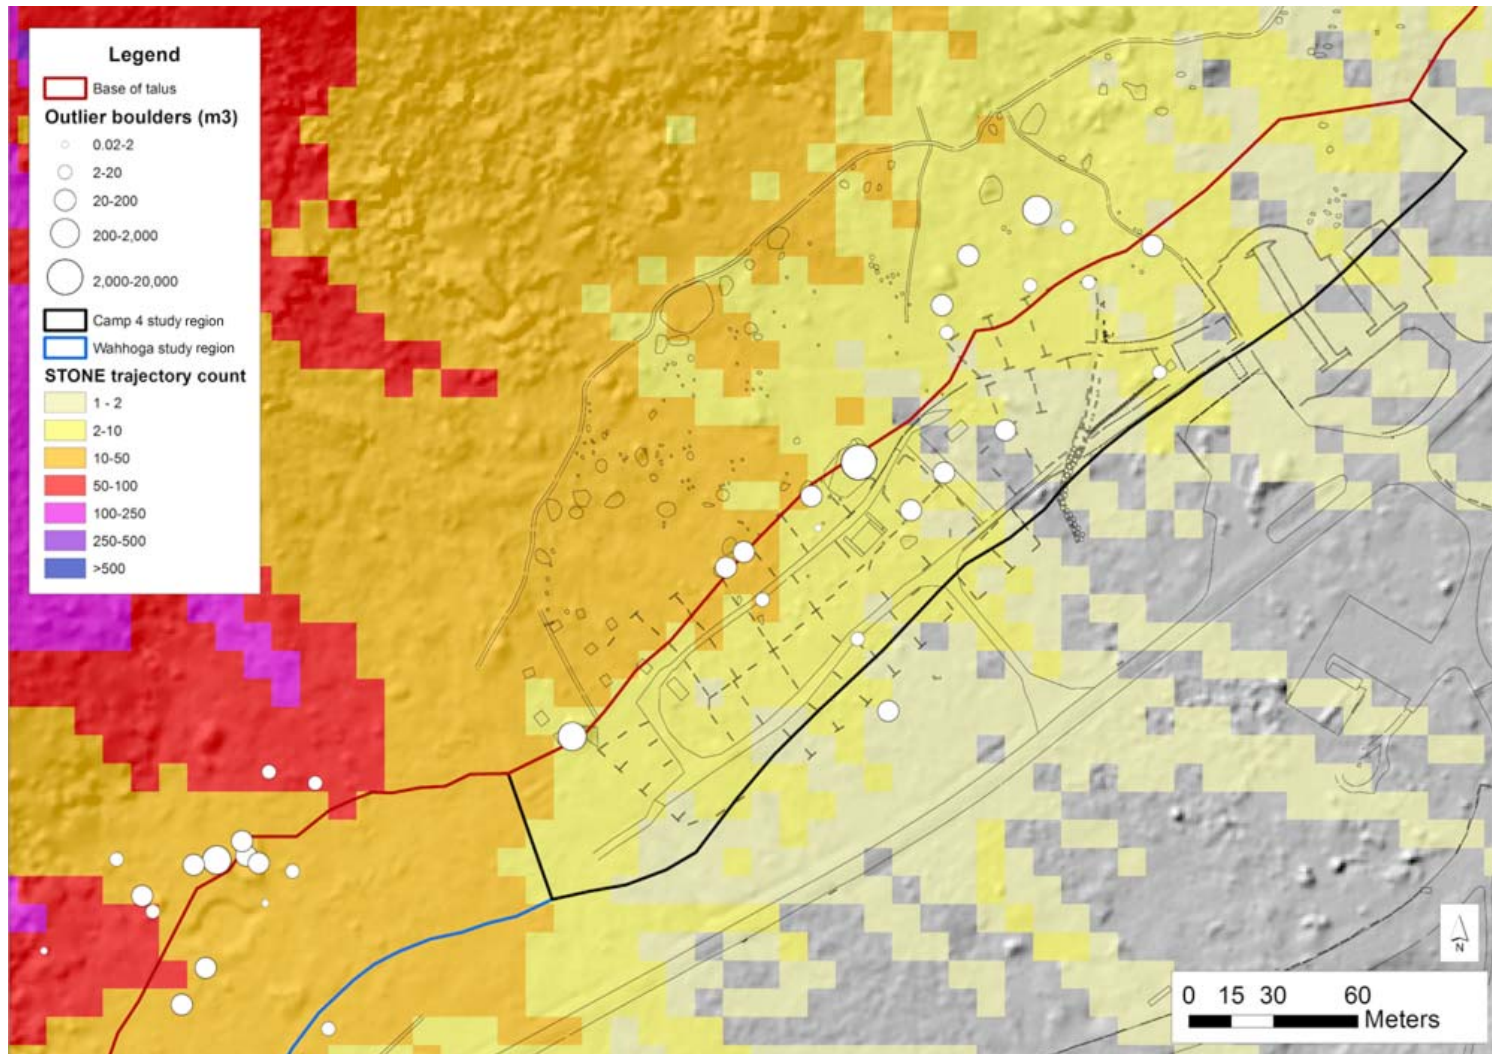 Legend
Base of talus
Outlier boulders (m3)
0.02-2
2-20
20-200
200-2,000
2,000-20,000
Camp 4 study region
Wahhoga study region
STONE trajectory count
1 - 2
2-10
10-50
50-100
100-250
250-500
>500
N
0 15 30 60
Meters